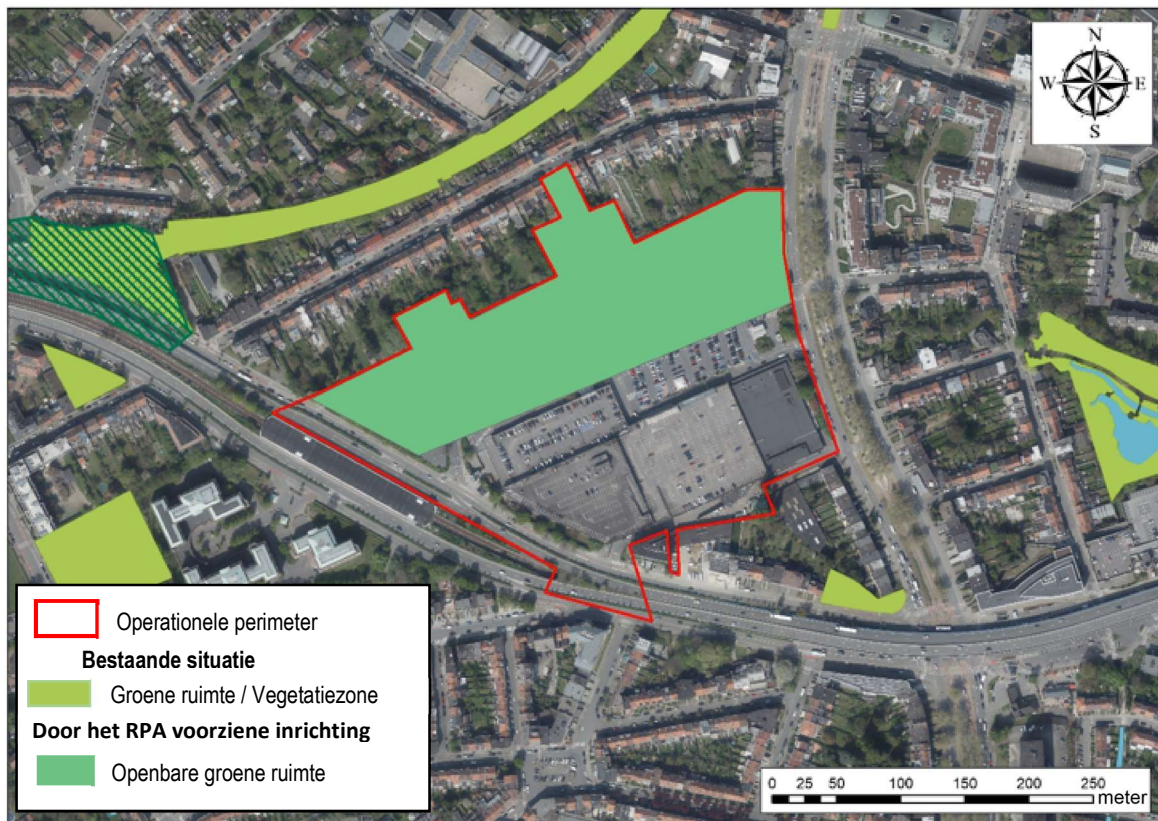 N
W E
S
Operationele perimeter
Bestaande situatie
Groene ruimte / Vegetatiezone
Door het RPA voorziene inrichting
Openbare groene ruimte
0 25 50 100 150 200 250
meter